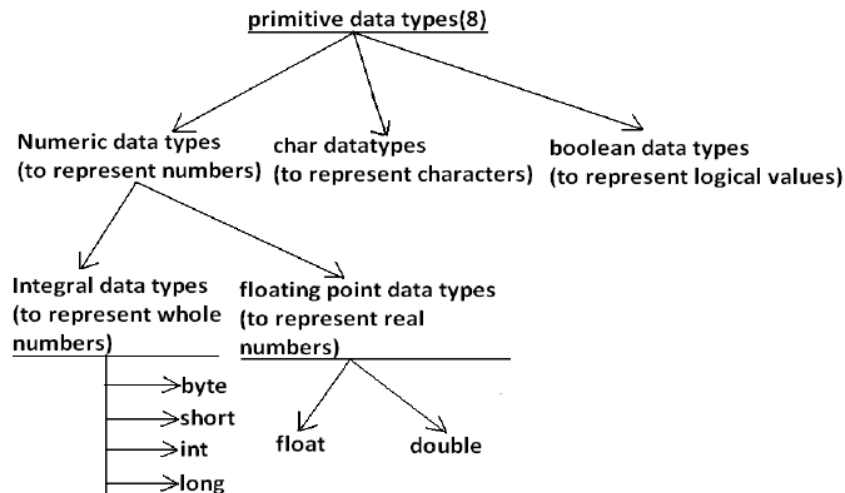 primitive data types(8)
Numeric data types
(to represent numbers)
char datatypes
(to represent characters)
boolean data types
(to represent logical values)
Integral data types
(to represent whole
numbers)
floating point data types
(to represent real
numbers)
byte
short
int
long
float
double